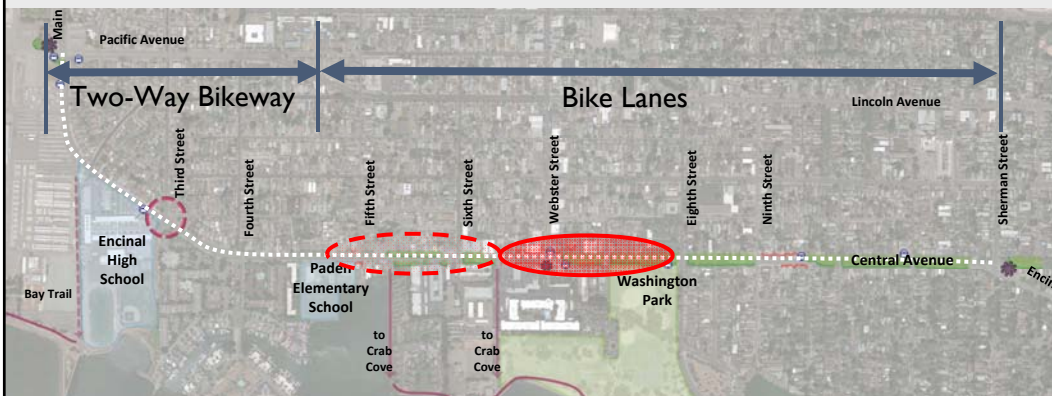 Main
Pacific Avenue
Two-Way Bikeway
Bike Lanes
Lincoln Avenue
Third Street
Fourth Street
Fifth Street
Sixth Street
Webster Street
Eighth Street
Ninth Street
Sherman Street
Encinal
High
School
Paden
Elementary
School
Washington
Park
Central Avenue
Encin
Bay Trail
to
Crab
Cove
to
Crab
Cove